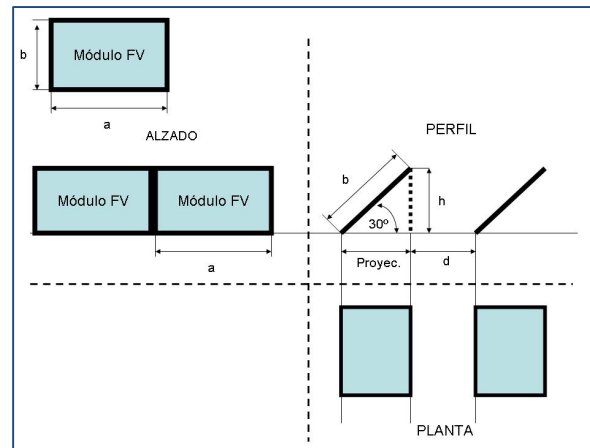 Módulo FV
b
a
ALZADO
PERFIL
Módulo FV
Módulo FV
a
b
h
30º
Proyec.
d
PLANTA